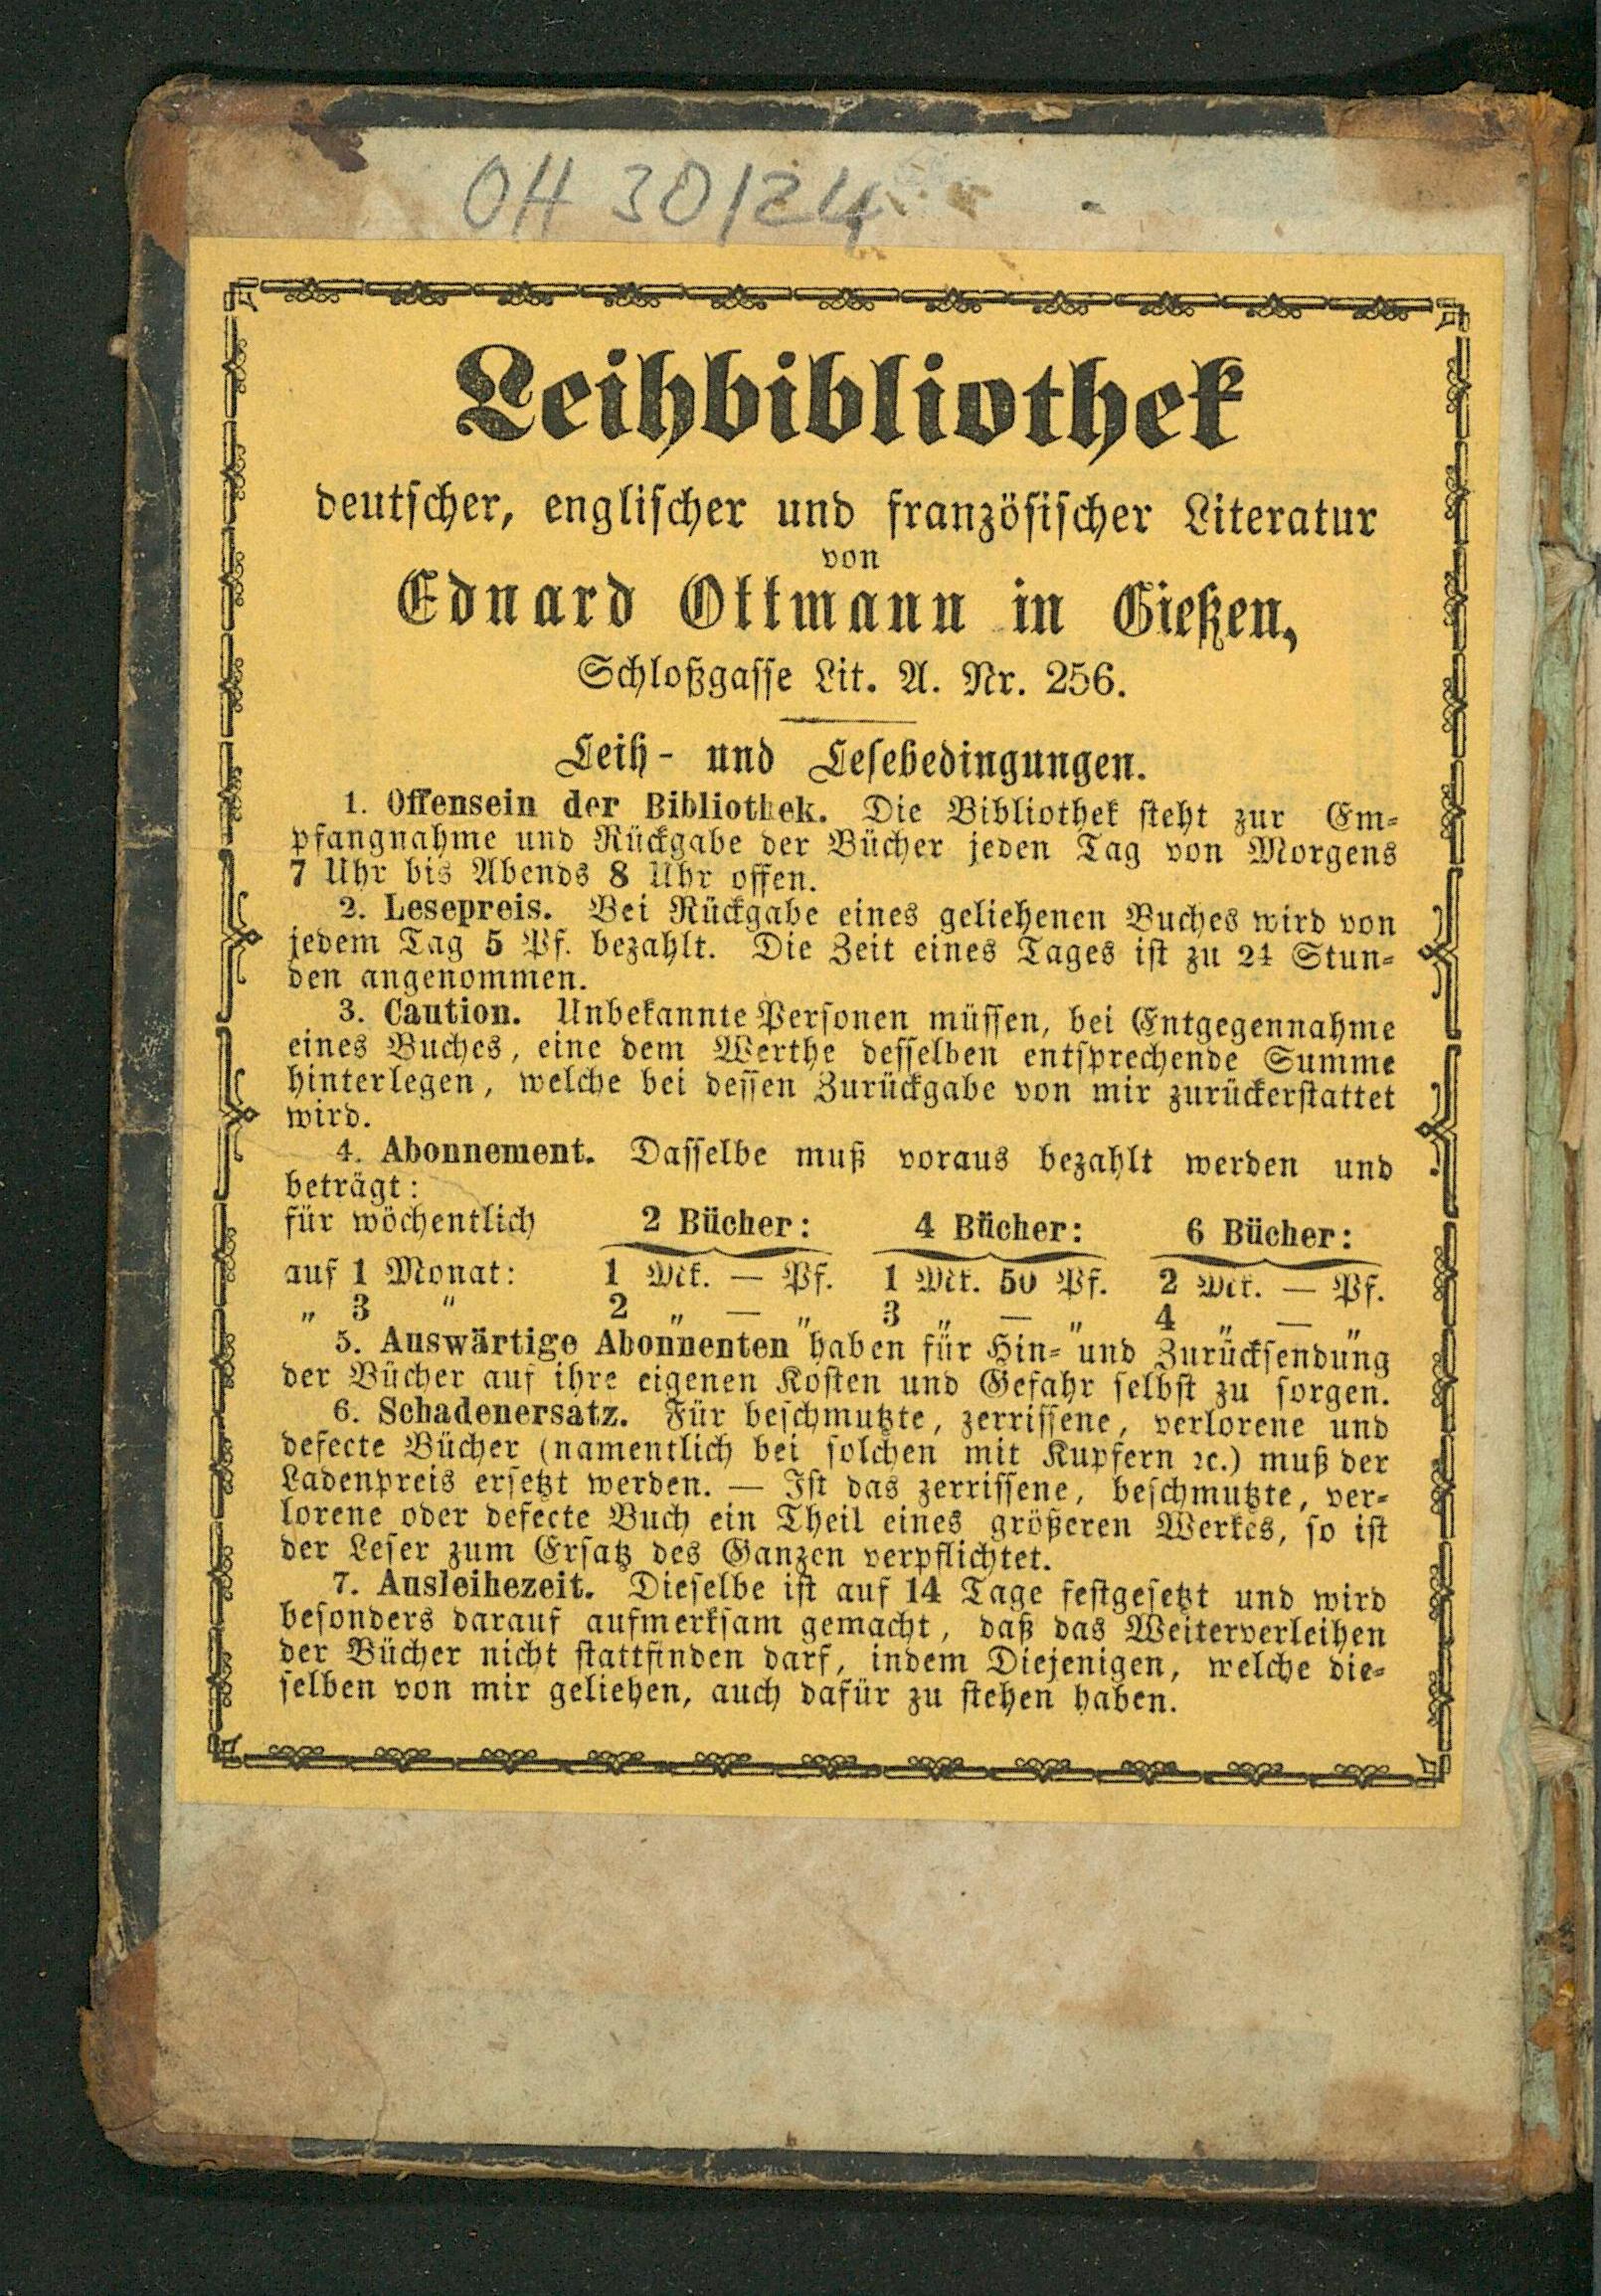 OH 30/24
Leihbibliothek
deutscher, englischer und französischer Literatur
von
Eduard Ottmann in Gießen,
Schloßgasse Lit. A. Nr. 256.
Leih- und Lesebedingungen.
1. Offensein der Bibliothek. Die Bibliothek steht zur Em-
pfangnahme und Rückgabe der Bücher jeden Tag von Morgens
7 Uhr bis Abends 8 Uhr offen.
2. Lesepreis. Bei Rückgabe eines geliehenen Buches wird von
jedem Tag 5 Pf. bezahlt. Die Zeit eines Tages ist zu 24 Stun-
den angenommen.
3. Caution. Unbekannte Personen müssen, bei Entgegennahme
eines Buches, eine dem Werthe desselben entsprechende Summe
hinterlegen, welche bei dessen Zurückgabe von mir zurückerstattet
wird.
4. Abonnement. Dasselbe muß voraus bezahlt werden und
beträgt:
für wöchentlich 2 Bücher: 4 Bücher: 6 Bücher:
auf 1 Monat: 1 Mk. — Pf. 1 Mk. 50 Pf. 2 Mk. — Pf.
„ 3 „ 2 „ — „ 3 „ — „ 4 „ — „
5. Auswärtige Abonnenten haben für Hin- und Zurücksendung
der Bücher auf ihre eigenen Kosten und Gefahr selbst zu sorgen.
6. Schadenersatz. Für beschmutzte, zerrissene, verlorene und
defecte Bücher (namentlich bei solchen mit Kupfern ꝛc.) muß der
Ladenpreis ersetzt werden. — Ist das zerrissene, beschmutzte, ver-
lorene oder defecte Buch ein Theil eines größeren Werkes, so ist
der Leser zum Ersatz des Ganzen verpflichtet.
7. Ausleihezeit. Dieselbe ist auf 14 Tage festgesetzt und wird
besonders darauf aufmerksam gemacht, daß das Weiterverleihen
der Bücher nicht stattfinden darf, indem Diejenigen, welche die-
selben von mir geliehen, auch dafür zu stehen haben.